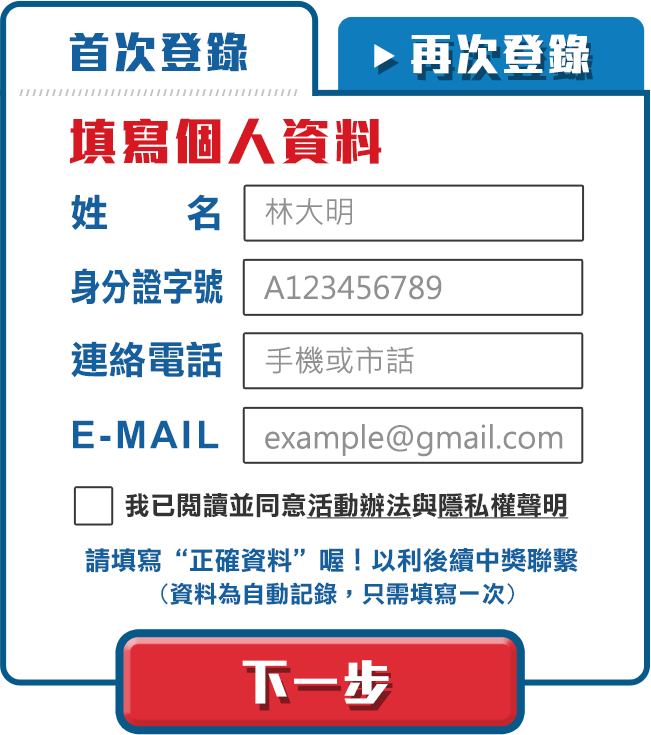 首次登錄
再次登錄
填寫個人資料
姓 名 林大明
身分證字號 A123456789
連絡電話 手機或市話
E-MAIL example@gmail.com
我已閱讀並同意活動辦法與隱私權聲明
請填寫“正確資料”喔！以利後續中獎聯繫
（資料為自動記錄，只需填寫一次）
下一步